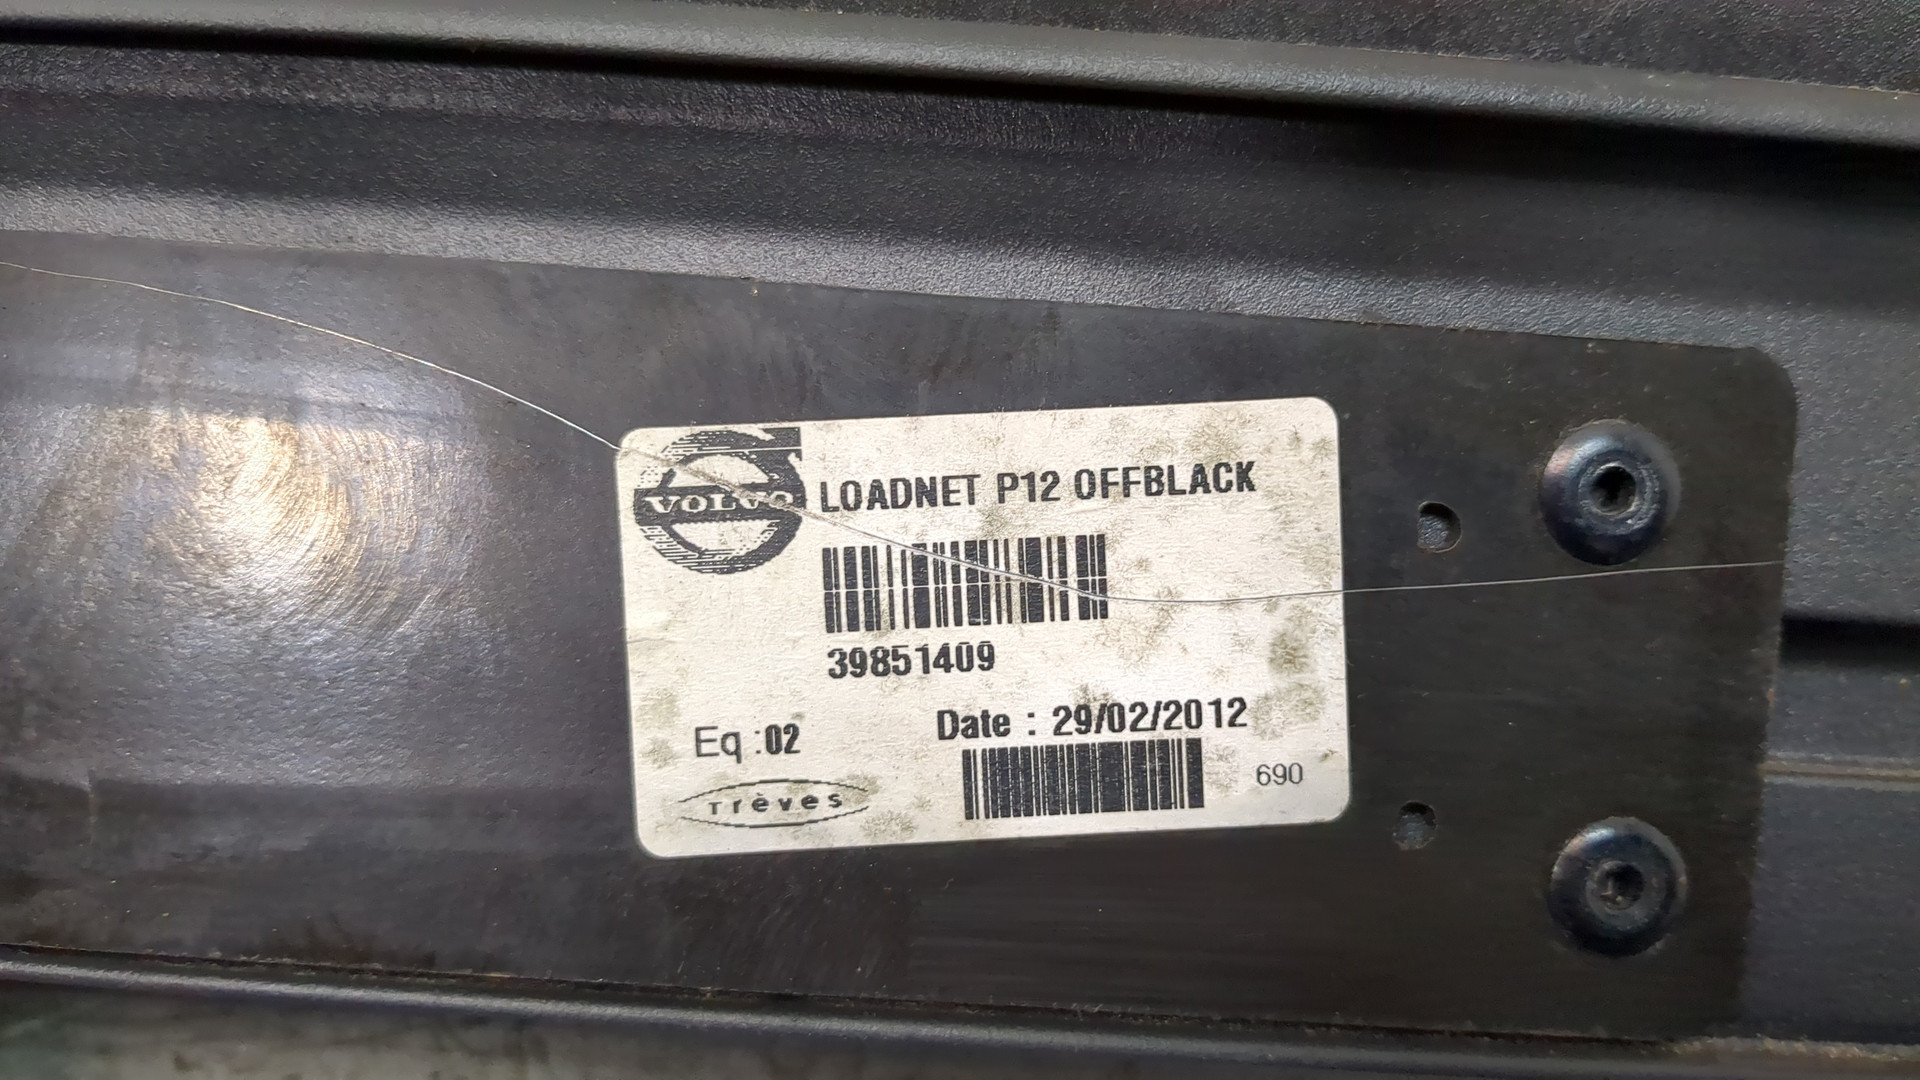 VOLVO
LOADNET P12 OFFBLACK
39851409
Eq :02
Date : 29/02/2012
Trèves
690